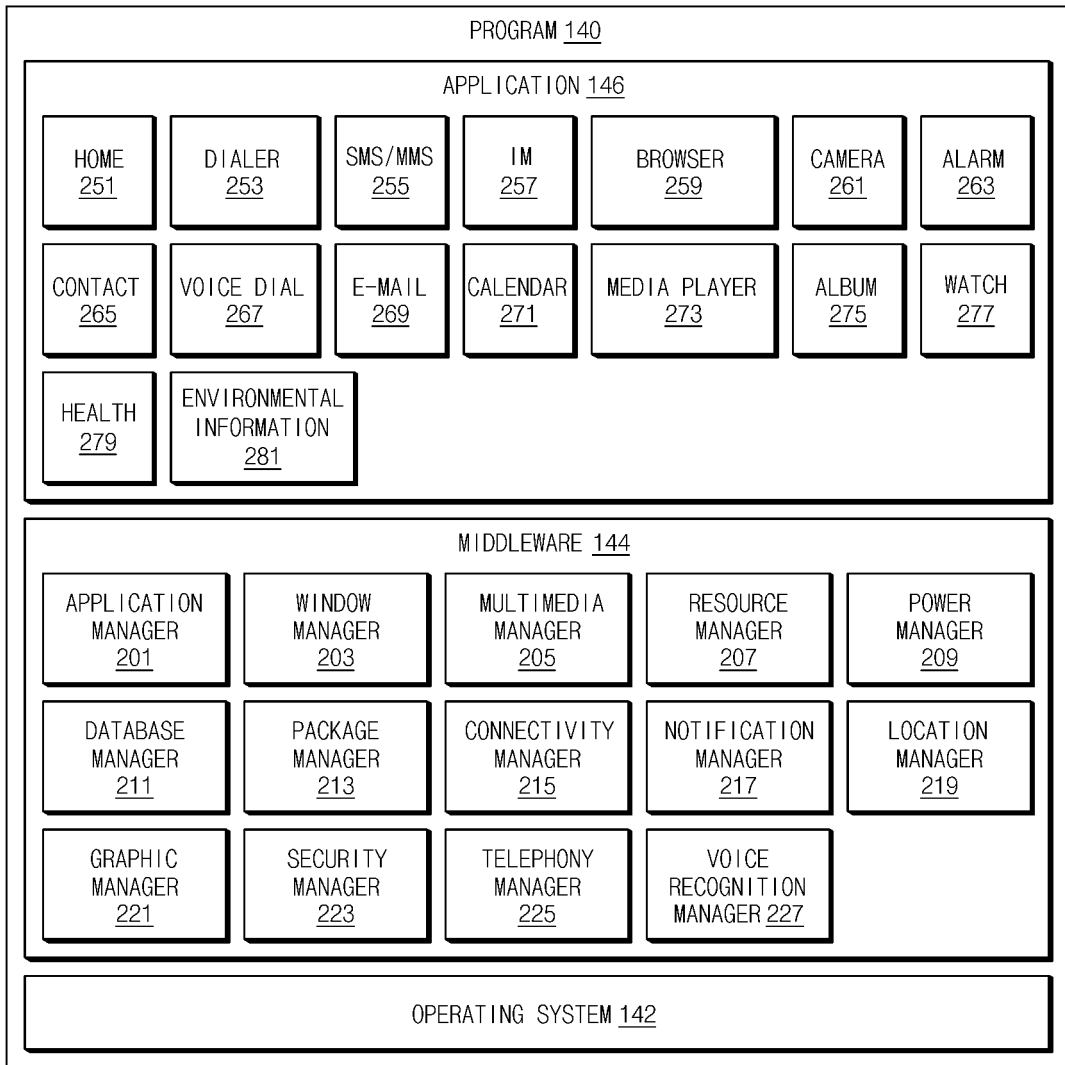 PROGRAM 140
APPLICATION 146
HOME
251
DIALER
253
SMS/MMS
255
IM
257
BROWSER
259
CAMERA
261
ALARM
263
CONTACT
265
VOICE DIAL
267
E-MAIL
269
CALENDAR
271
MEDIA PLAYER
273
ALBUM
275
WATCH
277
HEALTH
279
ENVIRONMENTAL
INFORMATION
281
MIDDLEWARE 144
APPLICATION
MANAGER
201
WINDOW
MANAGER
203
MULTIMEDIA
MANAGER
205
RESOURCE
MANAGER
207
POWER
MANAGER
209
DATABASE
MANAGER
211
PACKAGE
MANAGER
213
CONNECTIVITY
MANAGER
215
NOTIFICATION
MANAGER
217
LOCATION
MANAGER
219
GRAPHIC
MANAGER
221
SECURITY
MANAGER
223
TELEPHONY
MANAGER
225
VOICE
RECOGNITION
MANAGER 227
OPERATING SYSTEM 142